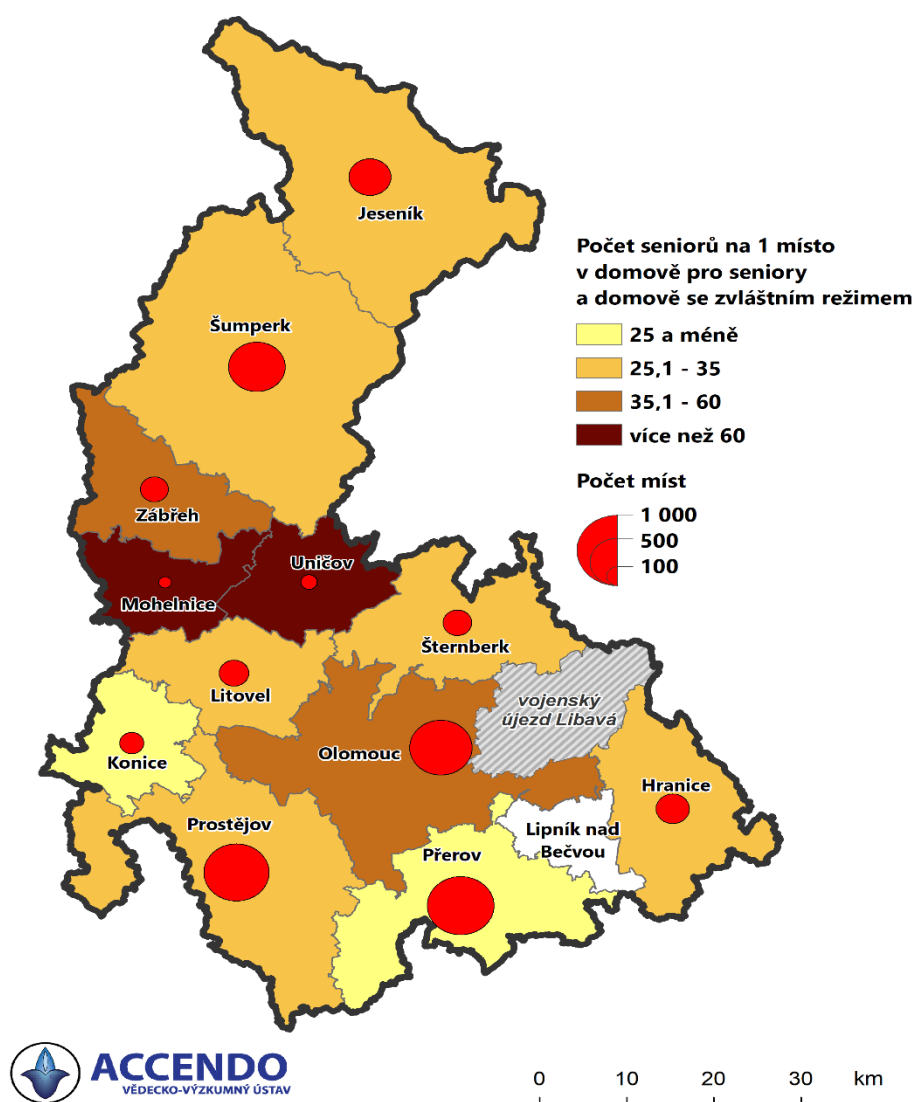 Jeseník
Počet seniorů na 1 místo
v domově pro seniory
a domově se zvláštním režimem
25 a méně
25,1 - 35
35,1 - 60
více než 60
Počet míst
1 000
500
100
Šumperk
Zábřeh
Uničov
Mohelnice
Šternberk
Litovel
vojenský
újezd Libavá
Konice
Olomouc
Hranice
Prostějov
Lipník nad
Bečvou
Přerov
ACCENDO
VĚDECKO-VÝZKUMNÝ ÚSTAV
0 10 20 30 km